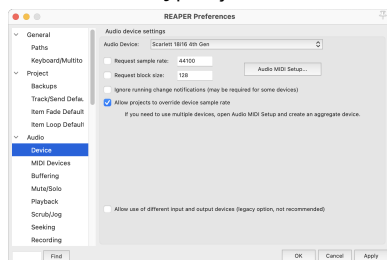 REAPER Preferences
General
Paths
Keyboard/Multito
Project
Backups
Track/Send Defau
Item Fade Default
Item Loop Default
Audio
Device
MIDI Devices
Buffering
Mute/Solo
Playback
Scrub/Jog
Seeking
Recording
Find
Audio device settings
Audio Device: Scarlett 18i16 4th Gen
Request sample rate: 44100
Request block size: 128
Audio MIDI Setup...
Ignore running change notifications (may be required for some devices)
Allow projects to override device sample rate
If you need to use multiple devices, open Audio MIDI Setup and create an aggregate device.
Allow use of different input and output devices (legacy option, not recommended)
OK Cancel Apply